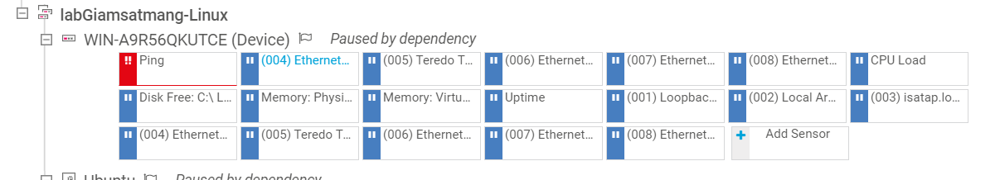 labGiamsatmang-Linux
WIN-A9R56QKUTCE (Device) Paused by dependency
Ping (004) Ethernet... (005) Teredo T... (006) Ethernet... (007) Ethernet... (008) Ethernet... CPU Load
Disk Free: C:\ L... Memory: Physi... Memory: Virtu... Uptime (001) Loopbac... (002) Local Ar... (003) isatap.lo...
(004) Ethernet... (005) Teredo T... (006) Ethernet... (007) Ethernet... (008) Ethernet... Add Sensor
Ubuntu Paused by dependency